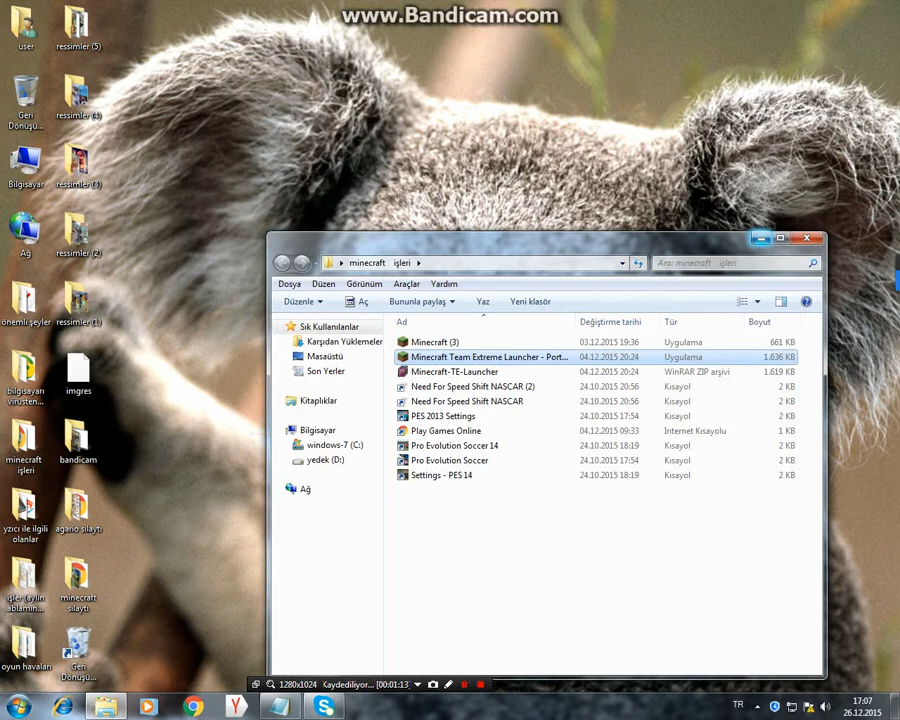 www.Bandicam.com
user
ressimler (5)
Geri
Dönüşü...
ressimler (4)
Bilgisayar
ressimler (3)
Ağ
ressimler (2)
önemli şeyler
ressimler (1)
bilgisayarı
virüsten...
imgres
minecraft
işleri
bandicam
yzıcı ile ilgili
olanlar
agario silaytı
işler (aylin
ablamın...
minecraft
silaytı
oyun havaları
Geri
Dönüşü...
minecraft işleri
Ara: minecraft işleri
Dosya Düzen Görünüm Araçlar Yardım
Düzenle Aç Bununla paylaş Yaz Yeni klasör
Sık Kullanılanlar
Karşıdan Yüklemeler
Masaüstü
Son Yerler
Kitaplıklar
Bilgisayar
windows-7 (C:)
yedek (D:)
Ağ
Ad Değiştirme tarihi Tür Boyut
Minecraft (3) 03.12.2015 19:36 Uygulama 661 KB
Minecraft Team Extreme Launcher - Port... 04.12.2015 20:24 Uygulama 1.636 KB
Minecraft-TE-Launcher 04.12.2015 20:24 WinRAR ZIP arşivi 1.619 KB
Need For Speed Shift NASCAR (2) 24.10.2015 20:56 Kısayol 2 KB
Need For Speed Shift NASCAR 24.10.2015 20:56 Kısayol 2 KB
PES 2013 Settings 24.10.2015 17:54 Kısayol 2 KB
Play Games Online 04.12.2015 09:33 Internet Kısayolu 1 KB
Pro Evolution Soccer 14 24.10.2015 18:19 Kısayol 2 KB
Pro Evolution Soccer 24.10.2015 17:54 Kısayol 2 KB
Settings - PES 14 24.10.2015 18:19 Kısayol 2 KB
1280x1024 Kaydediliyor... [00:01:13]
TR
17:07
26.12.2015